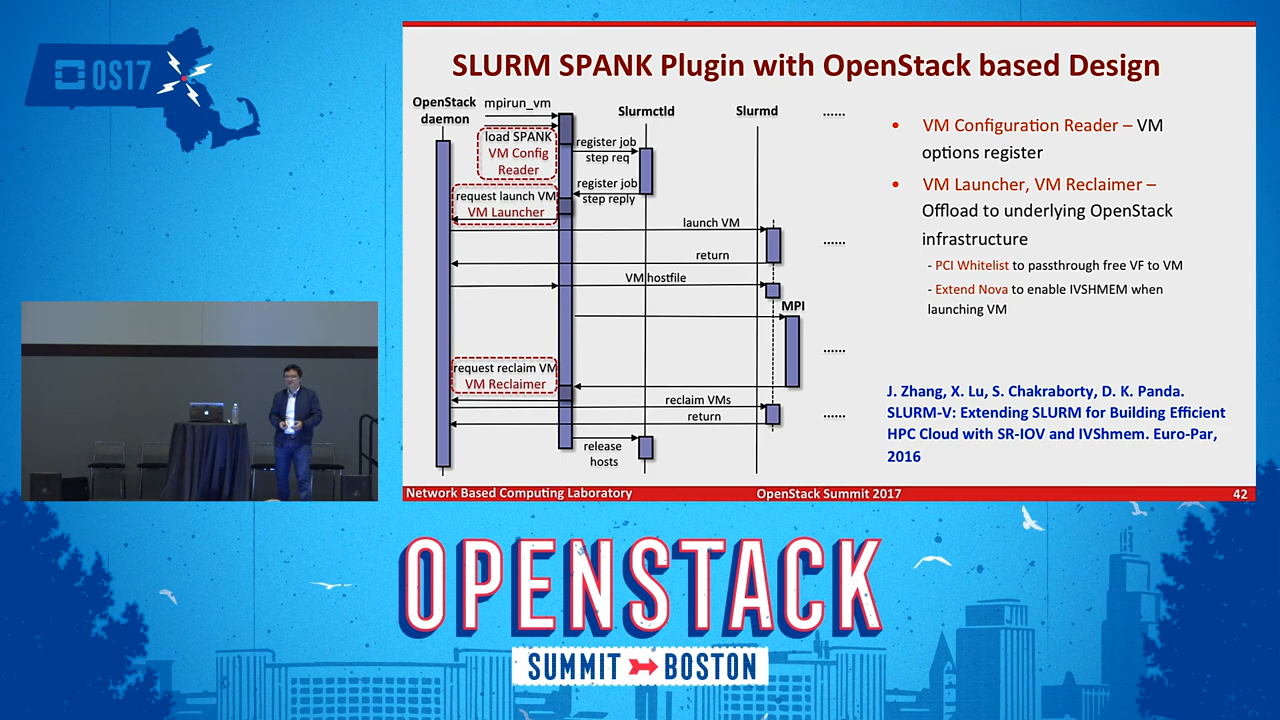 OS17
SLURM SPANK Plugin with OpenStack based Design
OpenStack
daemon
mpirun_vm
Slurmctld
Slurmd
......
load SPANK
VM Config
Reader
register job
step req
register job
step reply
request launch VM
VM Launcher
launch VM
......
return
VM hostfile
MPI
......
request reclaim VM
VM Reclaimer
reclaim VMs
return
......
release
hosts
• VM Configuration Reader – VM
options register
• VM Launcher, VM Reclaimer –
Offload to underlying OpenStack
infrastructure
- PCI Whitelist to passthrough free VF to VM
- Extend Nova to enable IVSHMEM when
launching VM
J. Zhang, X. Lu, S. Chakraborty, D. K. Panda.
SLURM-V: Extending SLURM for Building Efficient
HPC Cloud with SR-IOV and IVShmem. Euro-Par,
2016
Network Based Computing Laboratory
OpenStack Summit 2017
42
OPENSTACK
SUMMIT BOSTON